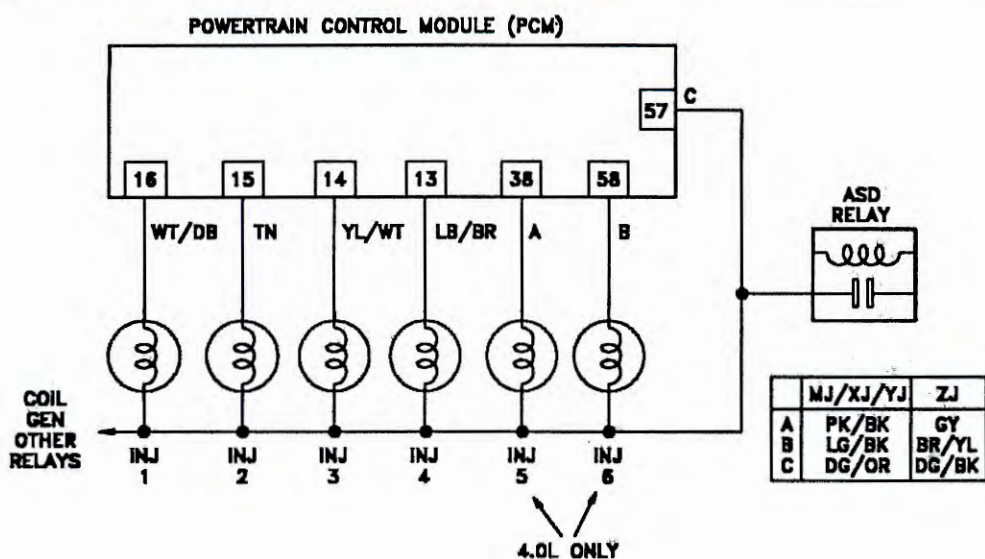 POWERTRAIN CONTROL MODULE (PCM)
57 C
16 15 14 13 38 58
WT/DB TN YL/WT LB/BR A B
ASD
RELAY
COIL
GEN
OTHER
RELAYS
INJ INJ INJ INJ INJ INJ
1 2 3 4 5 6
4.0L ONLY
MJ/XJ/YJ ZJ
A PK/BK GY
B LG/BK BR/YL
C DG/OR DG/BK